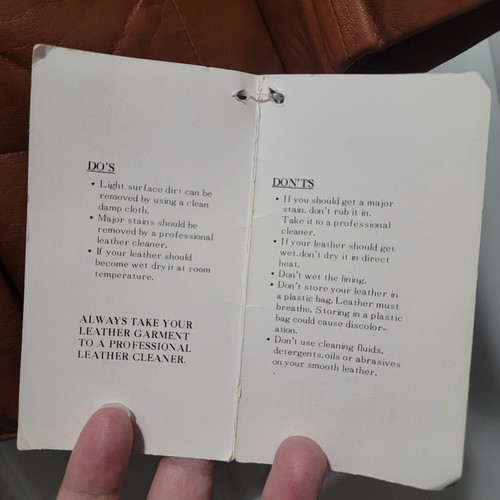 DO'S
• Light surface dirt can be
removed by using a clean
damp cloth.
• Major stains should be
removed by a professional
leather cleaner.
• If your leather should
become wet dry it at room
temperature.
ALWAYS TAKE YOUR
LEATHER GARMENT
TO A PROFESSIONAL
LEATHER CLEANER.
DON'TS
• If you should get a major
stain. don't rub it in.
Take it to a professional
cleaner.
• If your leather should get
wet.don't dry it in direct
heat.
• Don't wet the lining.
• Don't store your leather in
a plastic bag. Leather must
breathe. Storing in a plastic
bag could cause discolor-
ation.
• Don't use cleaning fluids,
detergents.oils or abrasives
on your smooth leather.
.